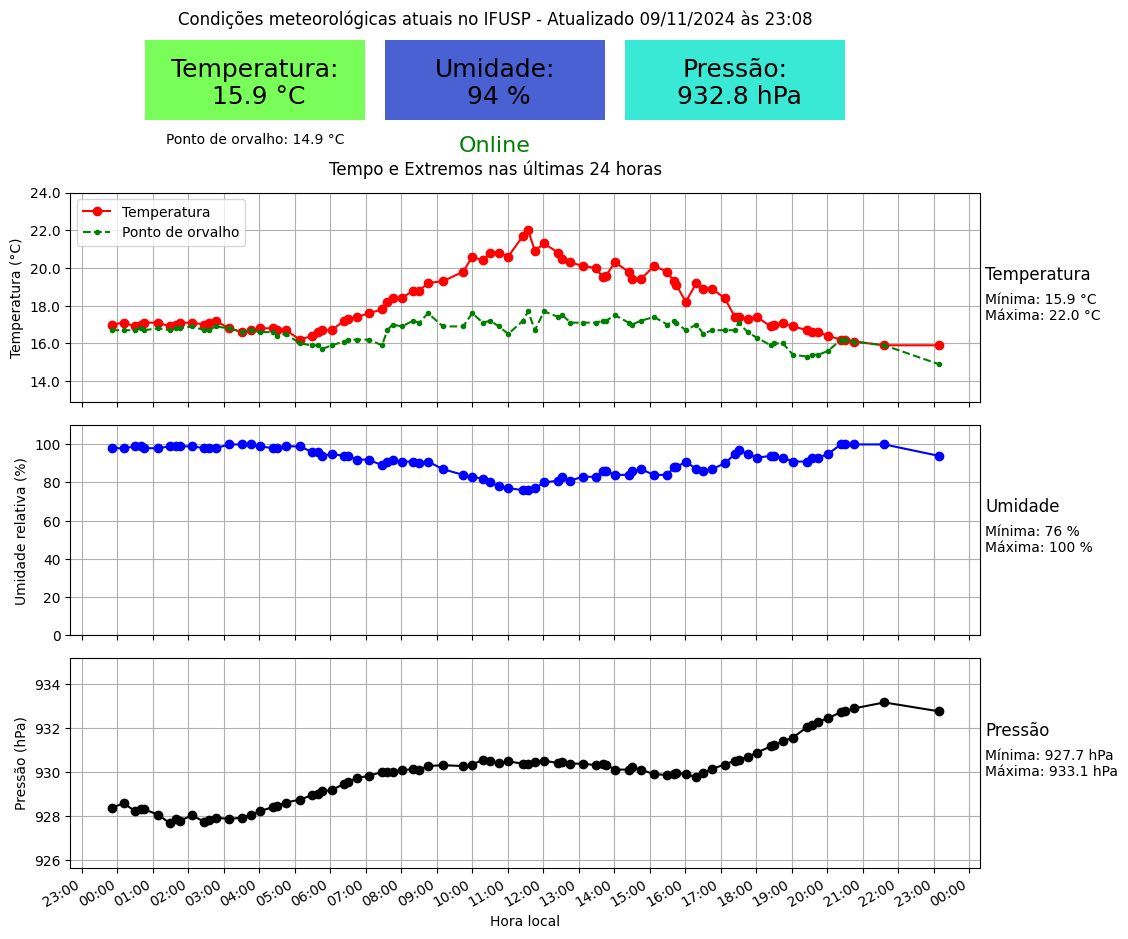 Condições meteorológicas atuais no IFUSP - Atualizado 09/11/2024 às 23:08
Temperatura:
15.9 °C
Umidade:
94 %
Pressão:
932.8 hPa
Ponto de orvalho: 14.9 °C
Online
Tempo e Extremos nas últimas 24 horas
Temperatura (°C)
24.0
22.0
20.0
18.0
16.0
14.0
Temperatura
Ponto de orvalho
Temperatura
Mínima: 15.9 °C
Máxima: 22.0 °C
Umidade relativa (%)
100
80
60
40
20
0
Umidade
Mínima: 76 %
Máxima: 100 %
Pressão (hPa)
934
932
930
928
926
Pressão
Mínima: 927.7 hPa
Máxima: 933.1 hPa
23:00 00:00 01:00 02:00 03:00 04:00 05:00 06:00 07:00 08:00 09:00 10:00 11:00 12:00 13:00 14:00 15:00 16:00 17:00 18:00 19:00 20:00 21:00 22:00 23:00 00:00
Hora local